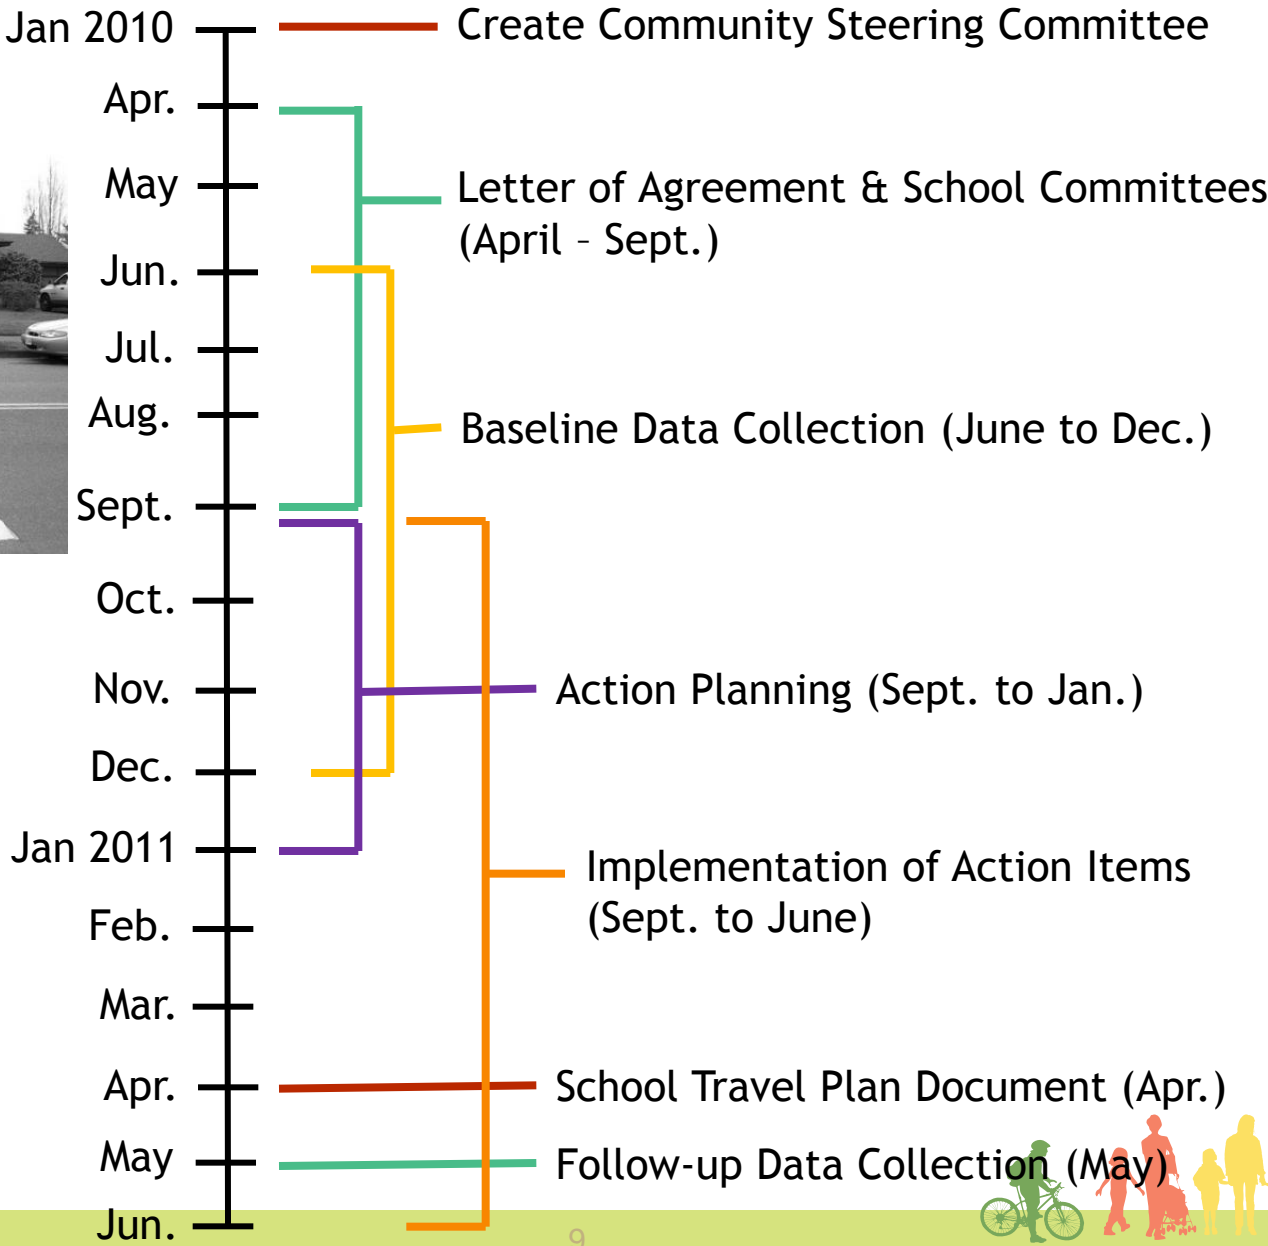 Jan 2010
Create Community Steering Committee
Apr.
May
Letter of Agreement & School Committees
(April – Sept.)
Jun.
Jul.
Aug.
Baseline Data Collection (June to Dec.)
Sept.
Oct.
Nov.
Action Planning (Sept. to Jan.)
Dec.
Jan 2011
Implementation of Action Items
(Sept. to June)
Feb.
Mar.
Apr.
School Travel Plan Document (Apr.)
May
Follow-up Data Collection (May)
Jun.
9